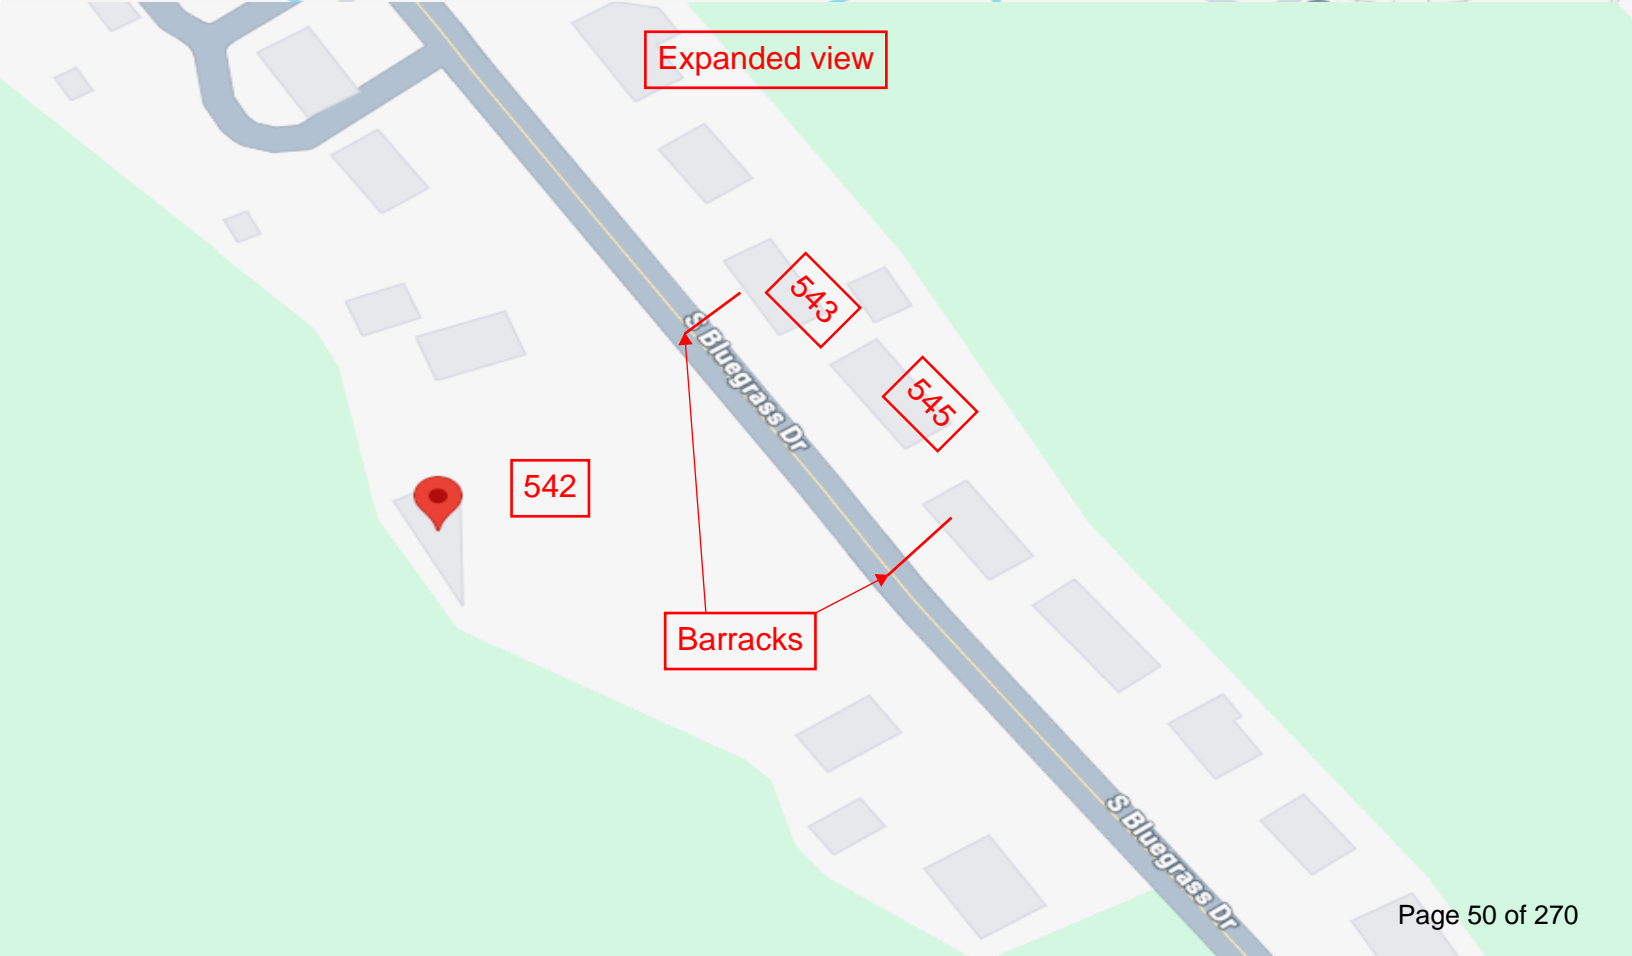 Expanded view
543
S Bluegrass Dr
545
542
Barracks
S Bluegrass Dr
Page 50 of 270